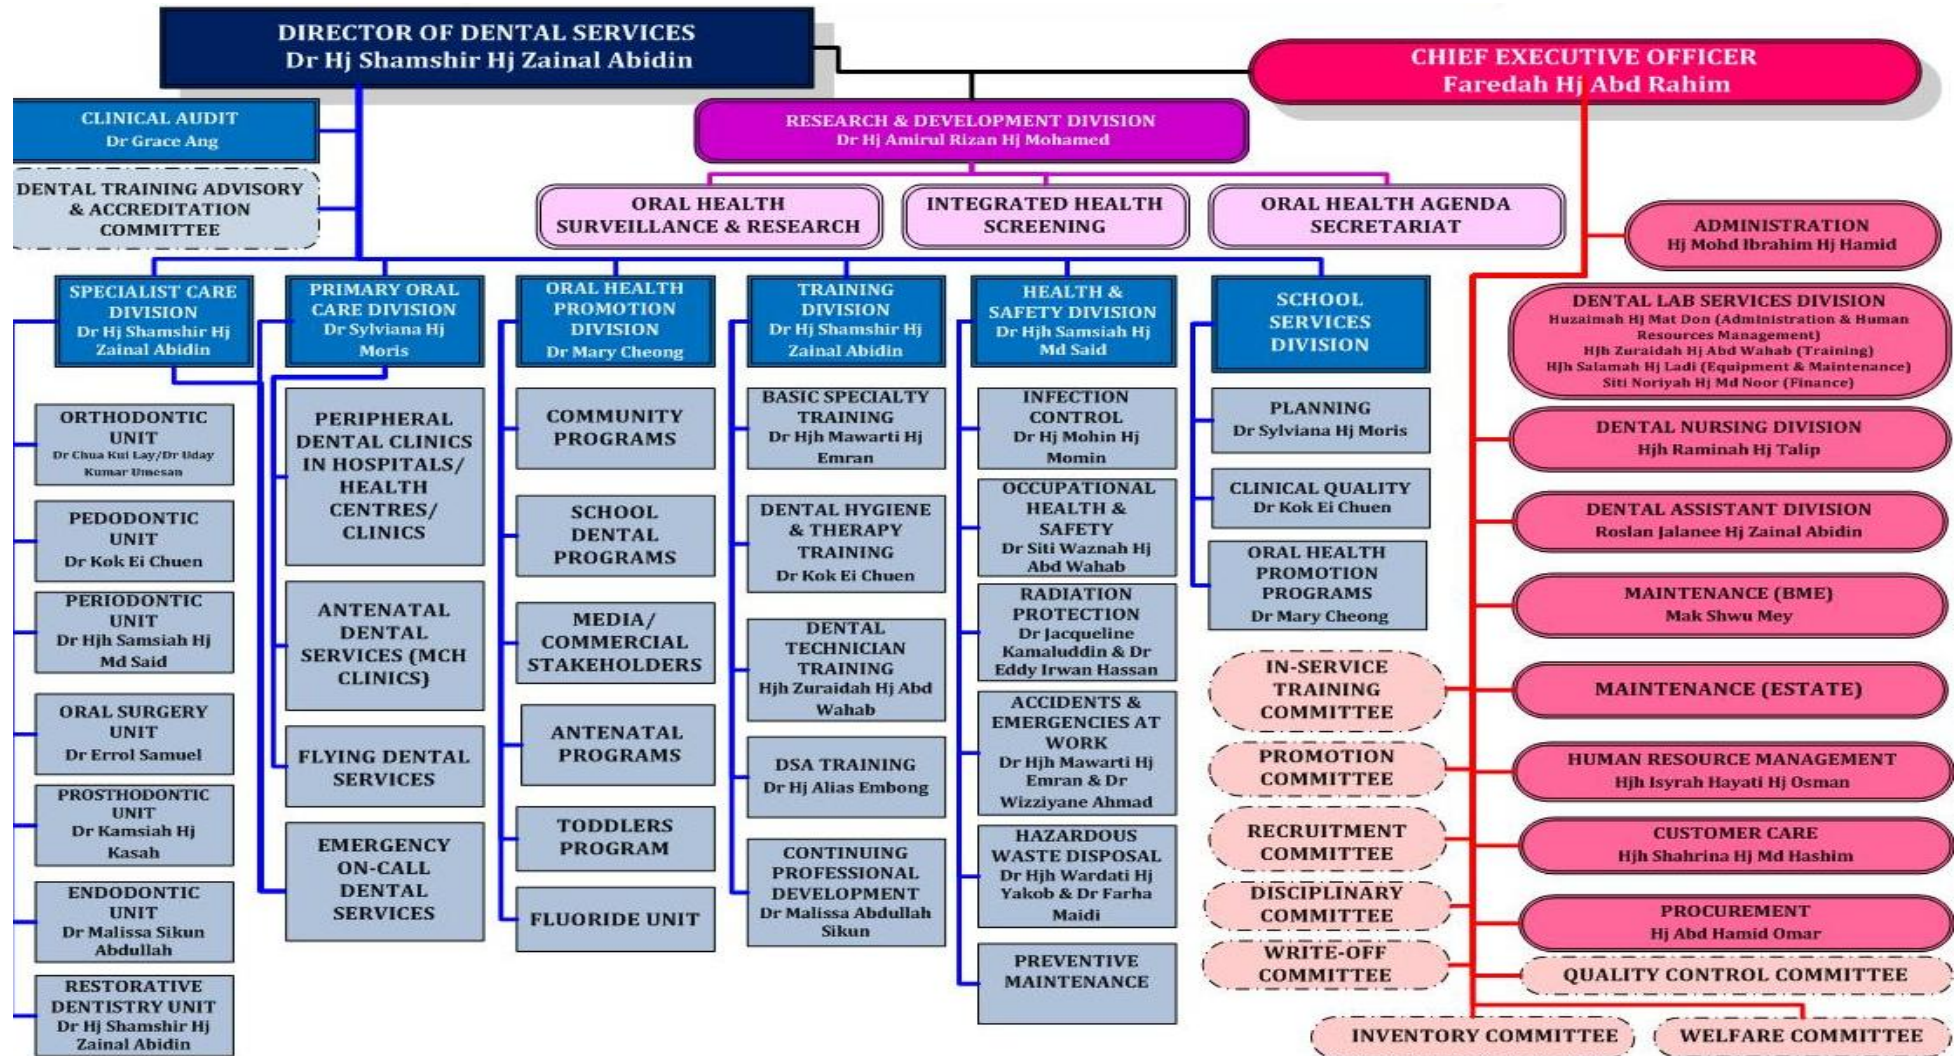 DIRECTOR OF DENTAL SERVICES
Dr Hj Shamshir Hj Zainal Abidin
CHIEF EXECUTIVE OFFICER
Faredah Hj Abd Rahim
CLINICAL AUDIT
Dr Grace Ang
RESEARCH & DEVELOPMENT DIVISION
Dr Hj Amirul Rizan Hj Mohamed
DENTAL TRAINING ADVISORY
& ACCREDITATION
COMMITTEE
ORAL HEALTH
SURVEILLANCE & RESEARCH
INTEGRATED HEALTH
SCREENING
ORAL HEALTH AGENDA
SECRETARIAT
SPECIALIST CARE
DIVISION
Dr Hj Shamshir Hj
Zainal Abidin
ORTHODONTIC
UNIT
Dr Chua Kui Lay/Dr Uday
Kumar Umesan
PEDODONTIC
UNIT
Dr Kok Ei Chuen
PERIODONTIC
UNIT
Dr Hjh Samsiah Hj
Md Said
ORAL SURGERY
UNIT
Dr Errol Samuel
PROSTHODONTIC
UNIT
Dr Kamsiah Hj
Kasah
ENDODONTIC
UNIT
Dr Malissa Sikun
Abdullah
RESTORATIVE
DENTISTRY UNIT
Dr Hj Shamshir Hj
Zainal Abidin
PRIMARY ORAL
CARE DIVISION
Dr Sylviana Hj
Moris
PERIPHERAL
DENTAL CLINICS
IN HOSPITALS/
HEALTH
CENTRES/
CLINICS
ANTENATAL
DENTAL
SERVICES (MCH
CLINICS)
FLYING DENTAL
SERVICES
EMERGENCY
ON-CALL
DENTAL
SERVICES
ORAL HEALTH
PROMOTION
DIVISION
Dr Mary Cheong
COMMUNITY
PROGRAMS
SCHOOL
DENTAL
PROGRAMS
MEDIA/
COMMERCIAL
STAKEHOLDERS
ANTENATAL
PROGRAMS
TODDLERS
PROGRAM
FLUORIDE UNIT
TRAINING
DIVISION
Dr Hj Shamshir Hj
Zainal Abidin
BASIC SPECIALTY
TRAINING
Dr Hjh Mawarti Hj
Emran
DENTAL HYGIENE
& THERAPY
TRAINING
Dr Kok Ei Chuen
DENTAL
TECHNICIAN
TRAINING
Hjh Zuraidah Hj Abd
Wahab
DSA TRAINING
Dr Hj Alias Embong
CONTINUING
PROFESSIONAL
DEVELOPMENT
Dr Malissa Abdullah
Sikun
HEALTH &
SAFETY DIVISION
Dr Hjh Samsiah Hj
Md Said
INFECTION
CONTROL
Dr Hj Mohin Hj
Momin
OCCUPATIONAL
HEALTH &
SAFETY
Dr Siti Waznah Hj
Abd Wahab
RADIATION
PROTECTION
Dr Jacqueline
Kamaluddin & Dr
Eddy Irwan Hassan
ACCIDENTS &
EMERGENCIES AT
WORK
Dr Hjh Mawarti Hj
Emran & Dr
Wizziyane Ahmad
HAZARDOUS
WASTE DISPOSAL
Dr Hjh Wardati Hj
Yakob & Dr Farha
Maidi
PREVENTIVE
MAINTENANCE
SCHOOL
SERVICES
DIVISION
PLANNING
Dr Sylviana Hj Moris
CLINICAL QUALITY
Dr Kok Ei Chuen
ORAL HEALTH
PROMOTION
PROGRAMS
Dr Mary Cheong
IN-SERVICE
TRAINING
COMMITTEE
PROMOTION
COMMITTEE
RECRUITMENT
COMMITTEE
DISCIPLINARY
COMMITTEE
WRITE-OFF
COMMITTEE
ADMINISTRATION
Hj Mohd Ibrahim Hj Hamid
DENTAL LAB SERVICES DIVISION
Huzaimah Hj Mat Don (Administration & Human
Resources Management)
Hjh Zuraidah Hj Abd Wahab (Training)
Hjh Salamah Hj Ladi (Equipment & Maintenance)
Siti Noriyah Hj Md Noor (Finance)
DENTAL NURSING DIVISION
Hjh Raminah Hj Talip
DENTAL ASSISTANT DIVISION
Roslan Jalanee Hj Zainal Abidin
MAINTENANCE (BME)
Mak Shwu Mey
MAINTENANCE (ESTATE)
HUMAN RESOURCE MANAGEMENT
Hjh Isyrah Hayati Hj Osman
CUSTOMER CARE
Hjh Shahrina Hj Md Hashim
PROCUREMENT
Hj Abd Hamid Omar
QUALITY CONTROL COMMITTEE
INVENTORY COMMITTEE
WELFARE COMMITTEE